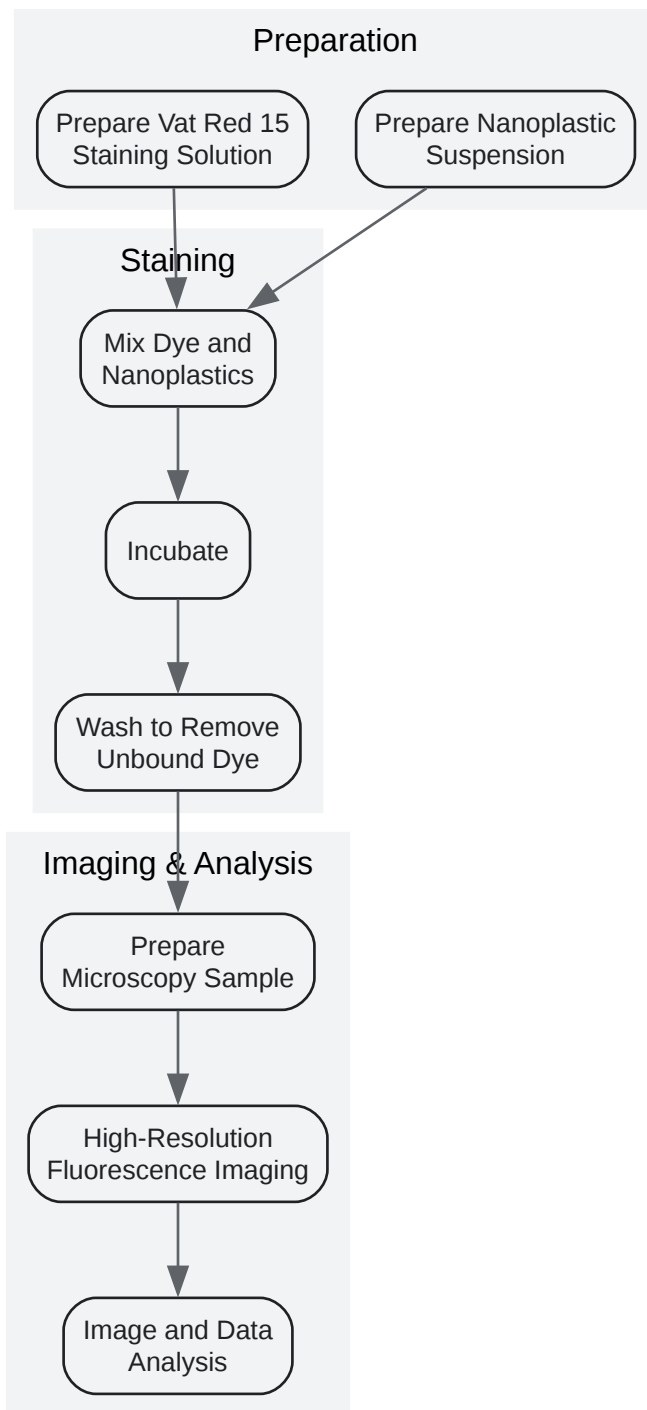 Preparation
Prepare Vat Red 15
Staining Solution
Prepare Nanoplastic
Suspension
Staining
Mix Dye and
Nanoplastics
Incubate
Wash to Remove
Unbound Dye
Imaging & Analysis
Prepare
Microscopy Sample
High-Resolution
Fluorescence Imaging
Image and Data
Analysis